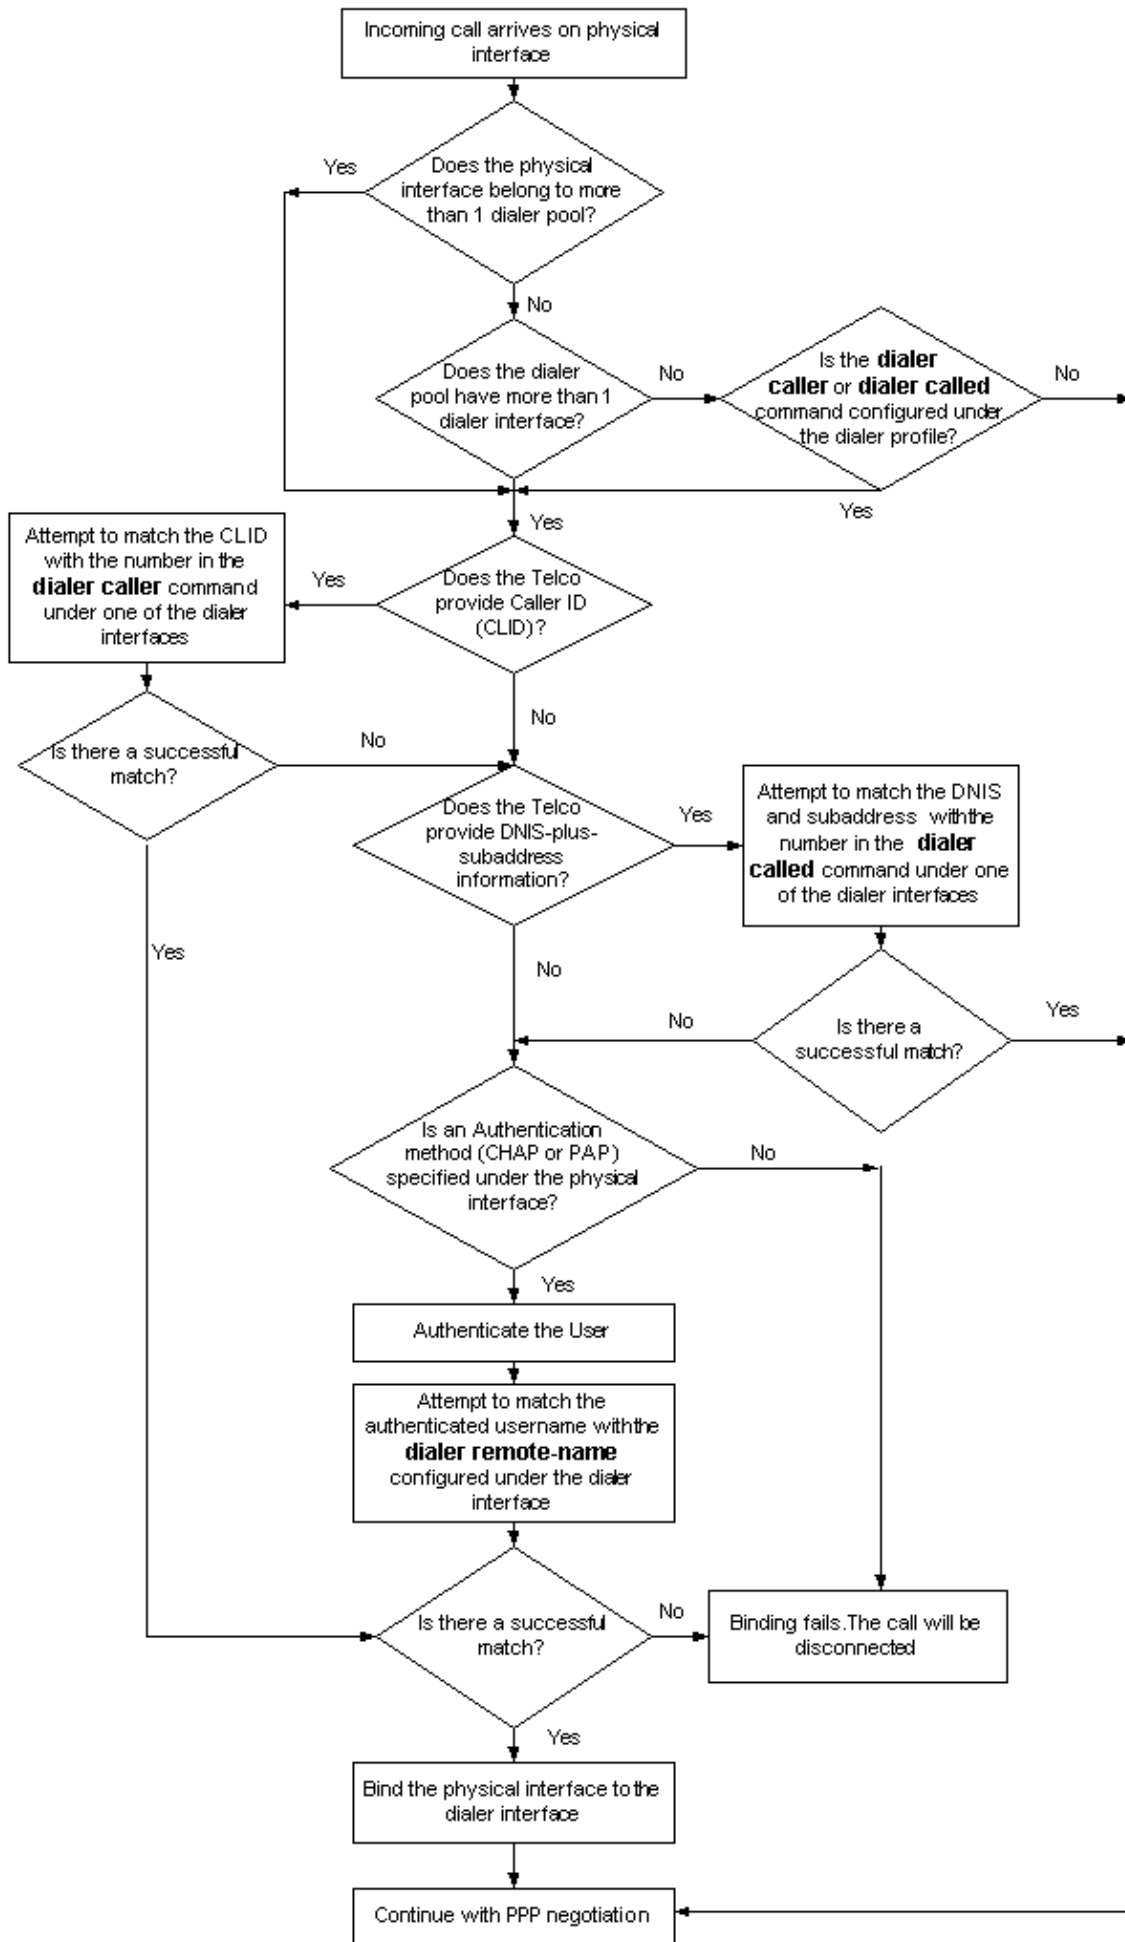 Incoming call arrives on physical
interface
Yes
Does the physical
interface belong to more
than 1 dialer pool?
No
Does the dialer
pool have more than 1
dialer interface?
No
Is the dialer
caller or dialer called
command configured under
the dialer profile?
No
Yes
Yes
Attempt to match the CLID
with the number in the
dialer caller command
under one of the dialer
interfaces
Yes
Does the Telco
provide Caller ID
(CLID)?
No
Is there a successful
match?
No
Does the Telco
provide DNIS-plus-
subaddress
information?
Yes
Attempt to match the DNIS
and subaddress with the
number in the dialer
called command under one
of the dialer interfaces
Yes
No
No
Is there a
successful match?
Yes
Is an Authentication
method (CHAP or PAP)
specified under the physical
interface?
No
Yes
Authenticate the User
Attempt to match the
authenticated username with the
dialer remote-name
configured under the dialer
interface
Is there a successful
match?
No
Binding fails. The call will be
disconnected
Yes
Bind the physical interface to the
dialer interface
Continue with PPP negotiation